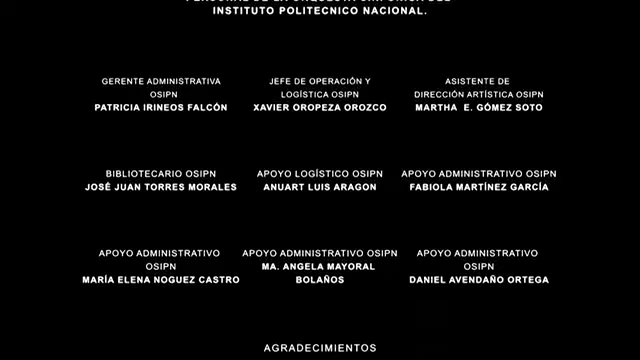 INSTITUTO POLITECNICO NACIONAL.
GERENTE ADMINISTRATIVA
OSIPN
PATRICIA IRINEOS FALCÓN
JEFE DE OPERACIÓN Y
LOGÍSTICA OSIPN
XAVIER OROPEZA OROZCO
ASISTENTE DE
DIRECCIÓN ARTÍSTICA OSIPN
MARTHA E. GÓMEZ SOTO
BIBLIOTECARIO OSIPN
JOSÉ JUAN TORRES MORALES
APOYO LOGÍSTICO OSIPN
ANUART LUIS ARAGON
APOYO ADMINISTRATIVO OSIPN
FABIOLA MARTÍNEZ GARCÍA
APOYO ADMINISTRATIVO
OSIPN
MARÍA ELENA NOGUEZ CASTRO
APOYO ADMINISTRATIVO OSIPN
MA. ANGELA MAYORAL
BOLAÑOS
APOYO ADMINISTRATIVO
OSIPN
DANIEL AVENDAÑO ORTEGA
AGRADECIMIENTOS